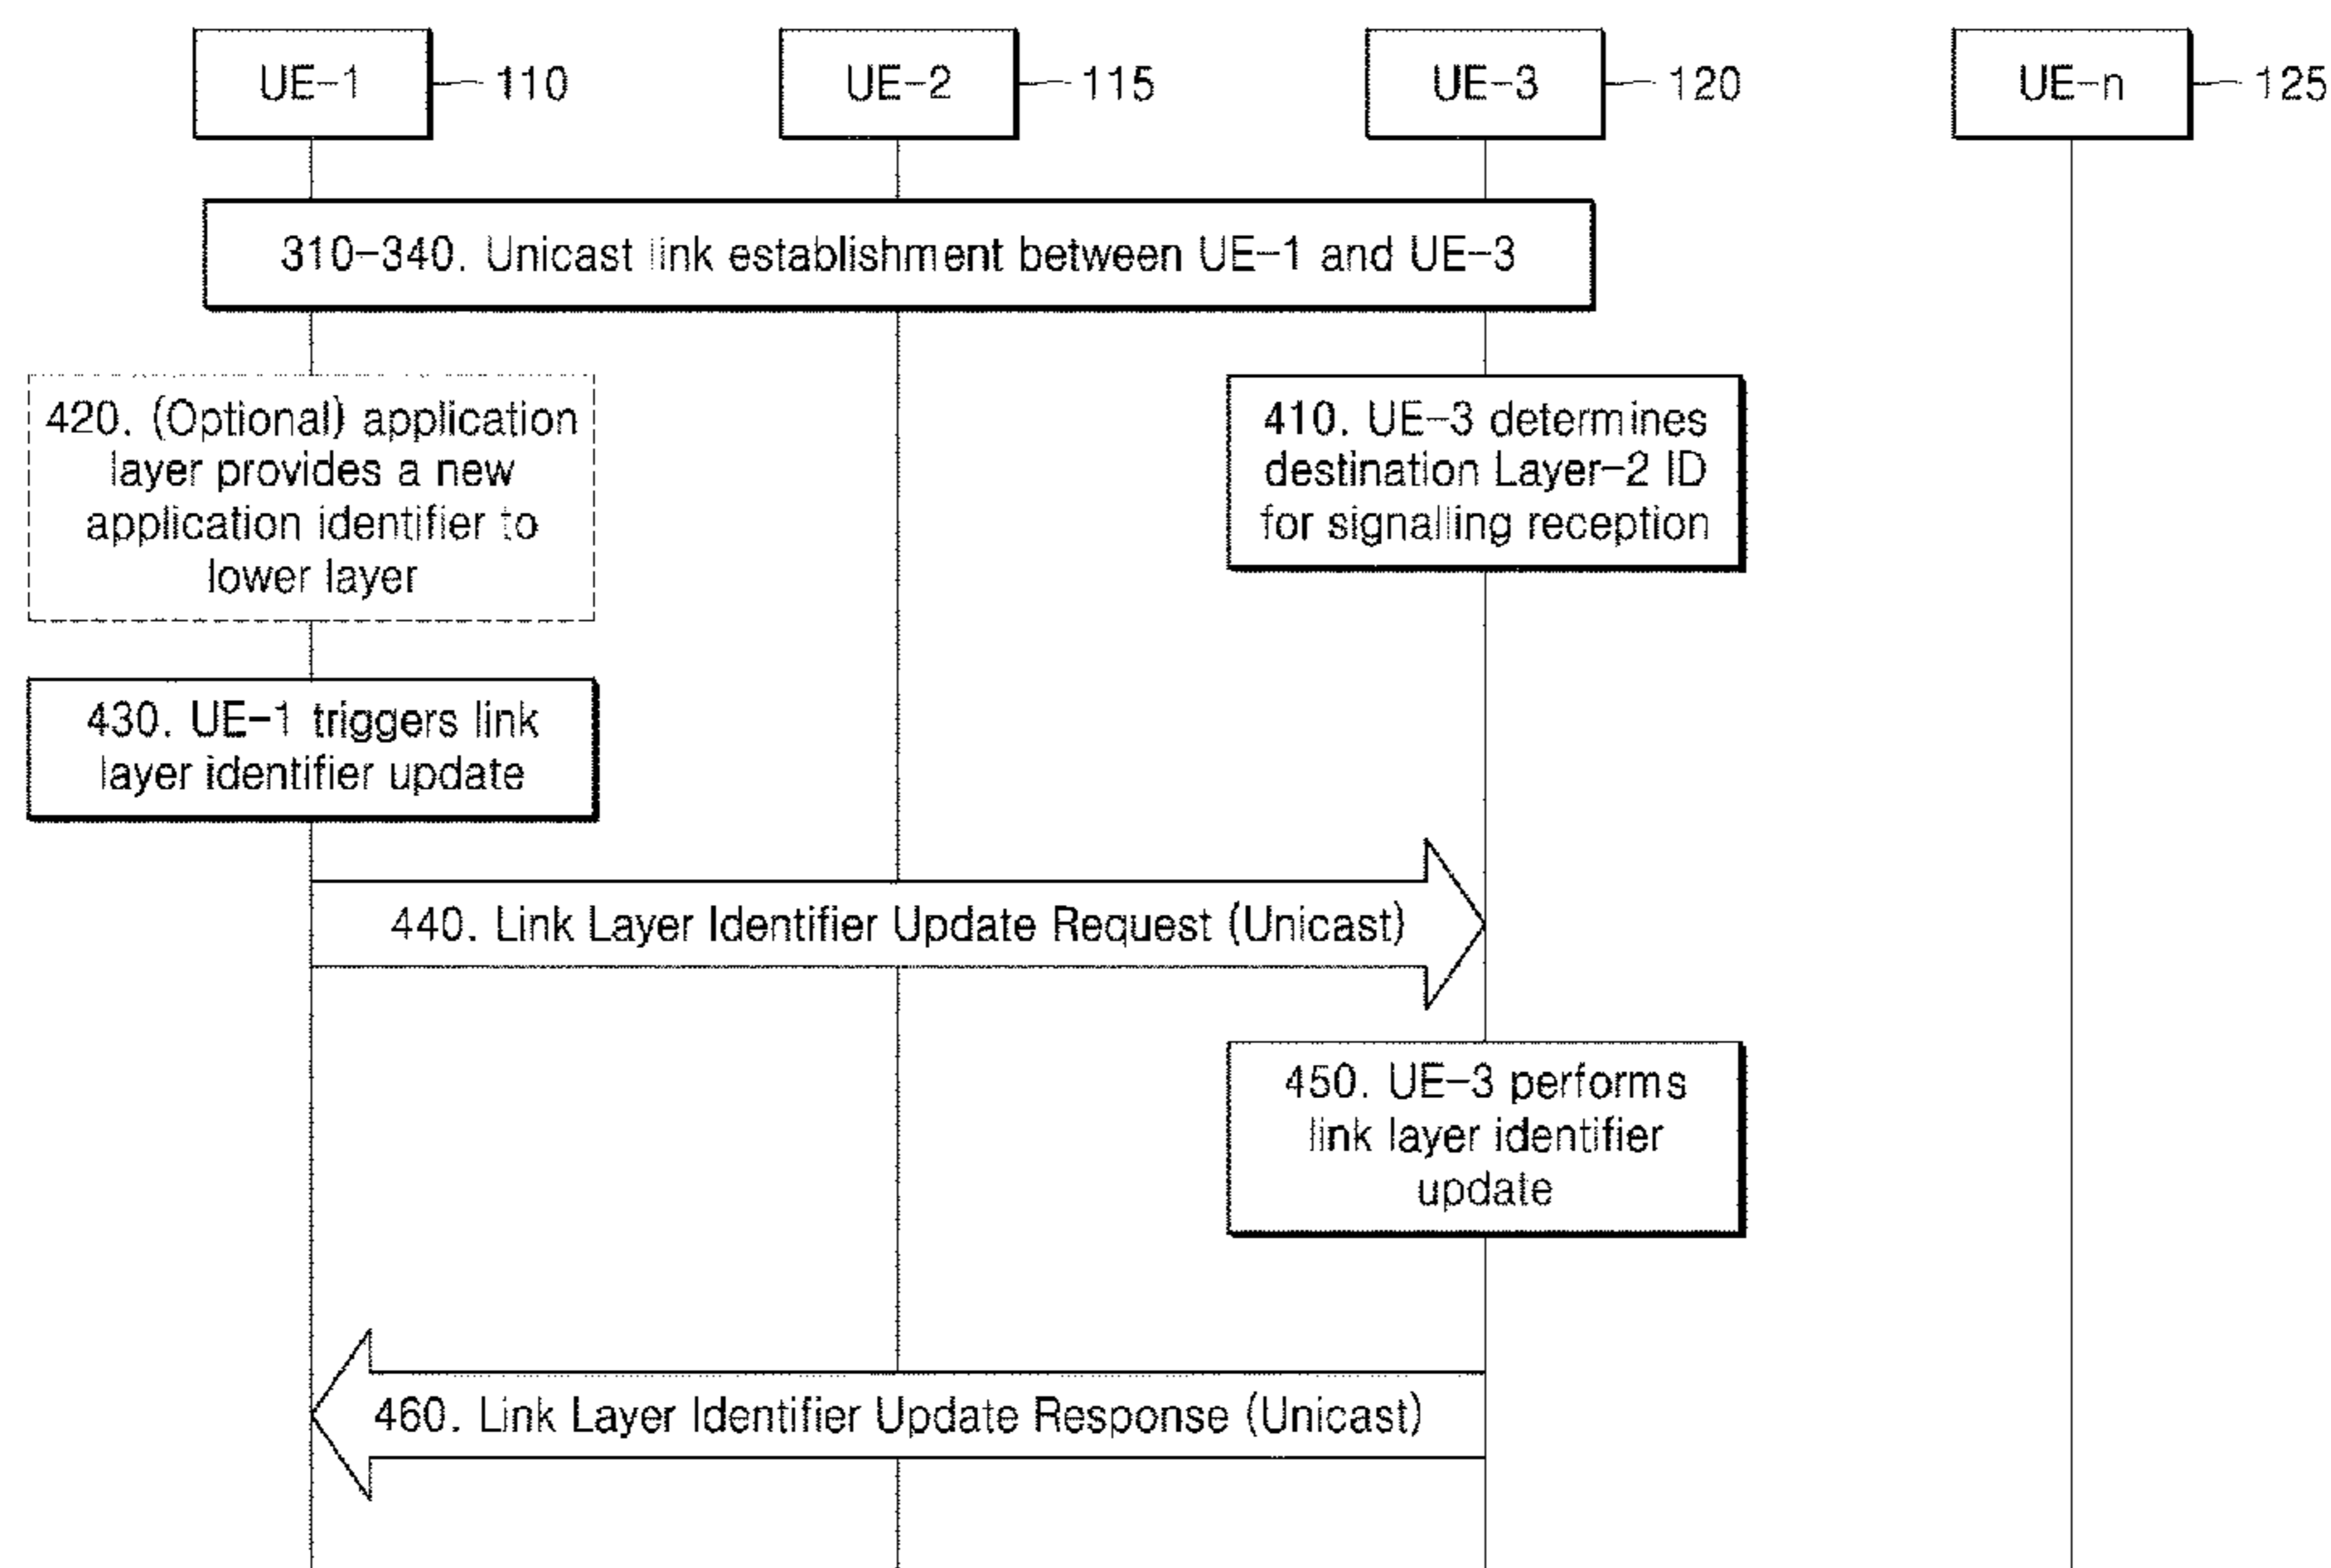 UE-1
110
UE-2
115
UE-3
120
UE-n
125
310-340. Unicast link establishment between UE-1 and UE-3
420. (Optional) application
layer provides a new
application identifier to
lower layer
410. UE-3 determines
destination Layer-2 ID
for signalling reception
430. UE-1 triggers link
layer identifier update
440. Link Layer Identifier Update Request (Unicast)
450. UE-3 performs
link layer identifier
update
460. Link Layer Identifier Update Response (Unicast)